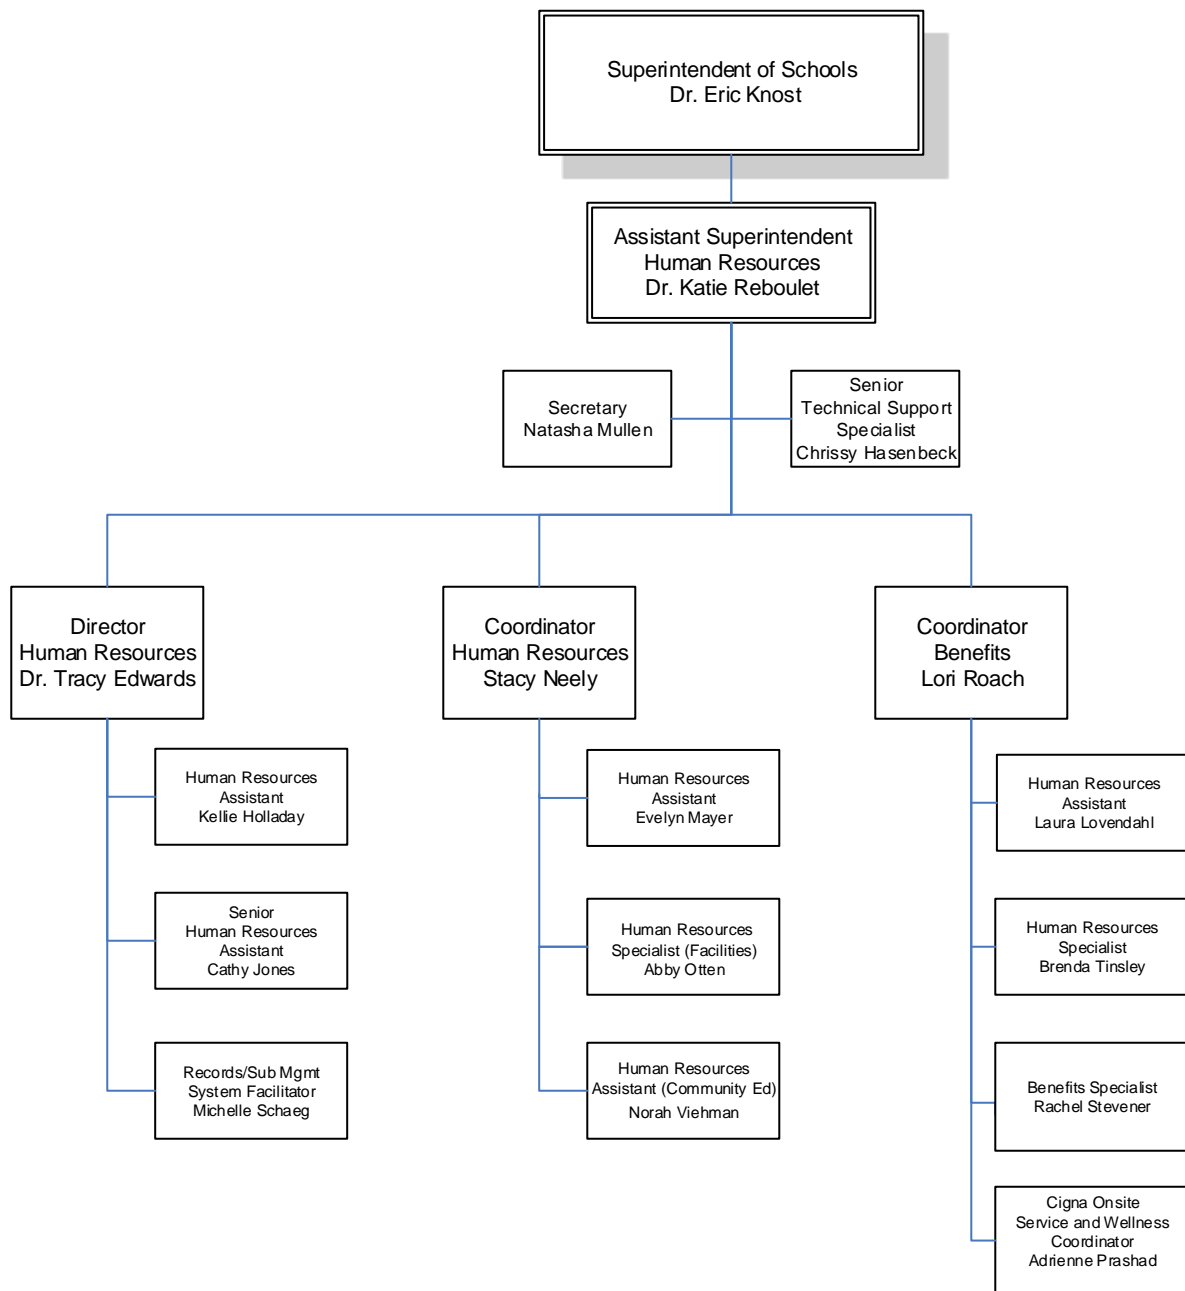 Superintendent of Schools
Dr. Eric Knost
Assistant Superintendent
Human Resources
Dr. Katie Reboulet
Secretary
Natasha Mullen
Senior
Technical Support
Specialist
Chrissy Hasenbeck
Director
Human Resources
Dr. Tracy Edwards
Coordinator
Human Resources
Stacy Neely
Coordinator
Benefits
Lori Roach
Human Resources
Assistant
Kellie Holladay
Senior
Human Resources
Assistant
Cathy Jones
Records/Sub Mgmt
System Facilitator
Michelle Schaeg
Human Resources
Assistant
Evelyn Mayer
Human Resources
Specialist (Facilities)
Abby Otten
Human Resources
Assistant (Community Ed)
Norah Viehman
Human Resources
Assistant
Laura Lovendahl
Human Resources
Specialist
Brenda Tinsley
Benefits Specialist
Rachel Stevener
Cigna Onsite
Service and Wellness
Coordinator
Adrienne Prashad